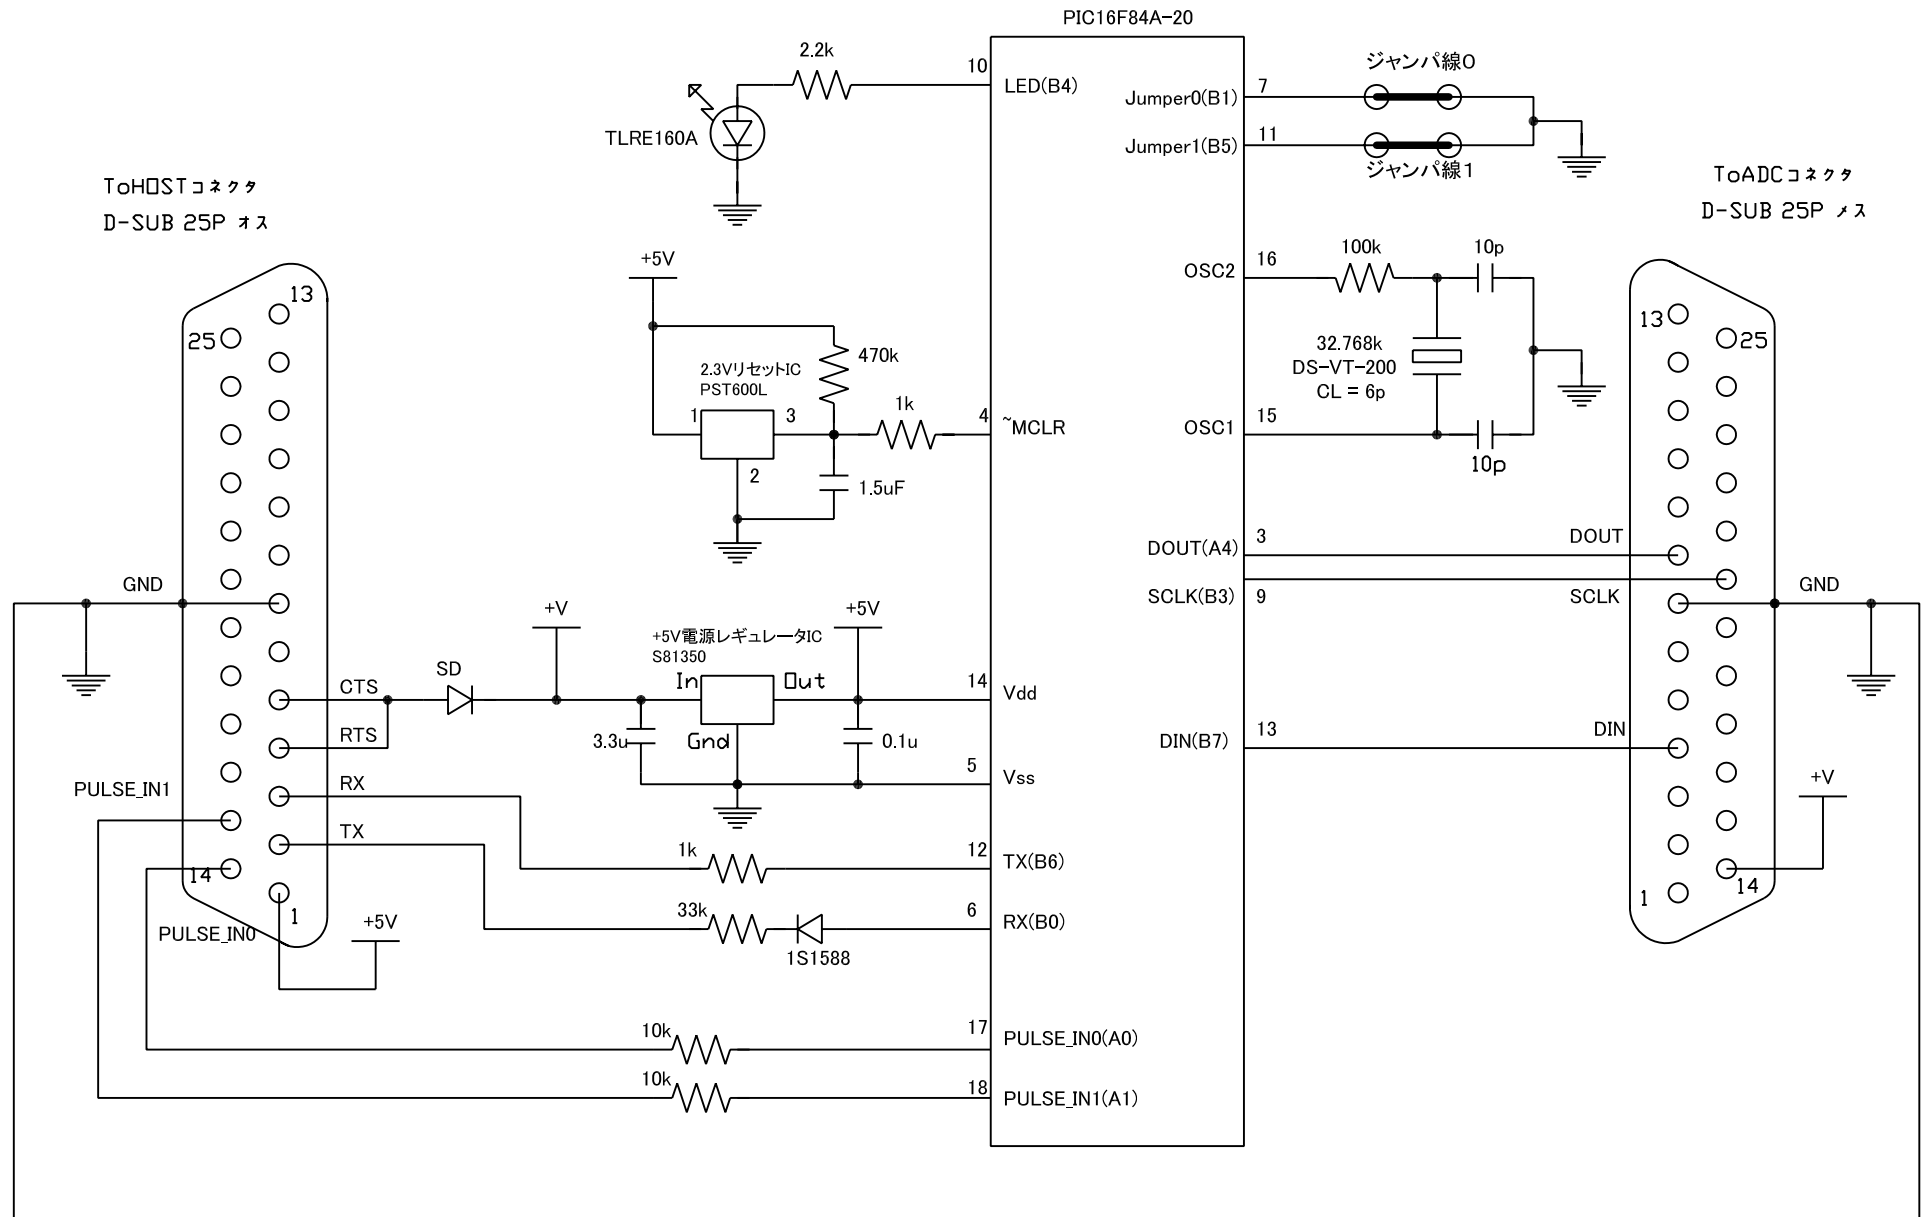 PIC16F84A-20
2.2k
10
LED(B4)
TLRE160A
ジャンパ線0
7
Jumper0(B1)
11
Jumper1(B5)
ジャンパ線1
ToHOSTコネクタ
D-SUB 25P オス
ToADCコネクタ
D-SUB 25P メス
+5V
100k
10p
16
OSC2
13
25
13
25
470k
2.3VリセットIC
PST600L
32.768k
DS-VT-200
CL = 6p
1
3
1k
4
~MCLR
OSC1
15
10p
2
1.5uF
3
DOUT(A4)
DOUT
GND
SCLK(B3)
9
SCLK
GND
+V
+5V
+5V電源レギュレータIC
S81350
SD
In
Out
14
Vdd
CTS
RTS
3.3u
Gnd
0.1u
13
DIN(B7)
DIN
5
Vss
PULSE_IN1
RX
+V
TX
1k
12
TX(B6)
14
14
1
1
PULSE_IN0
+5V
33k
6
RX(B0)
1S1588
10k
17
PULSE_IN0(A0)
10k
18
PULSE_IN1(A1)